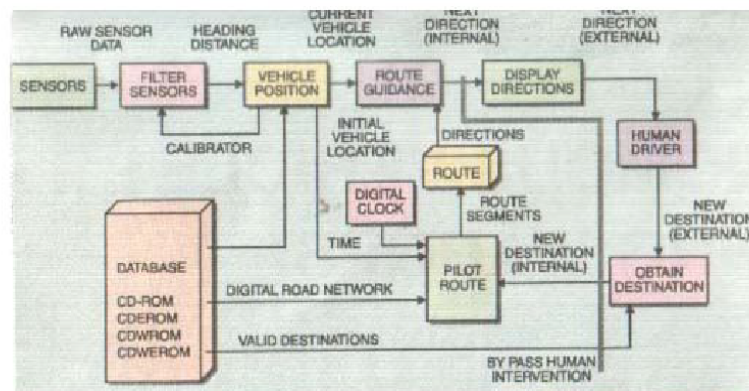 RAW SENSOR
DATA
HEADING
DISTANCE
CURRENT
VEHICLE
LOCATION
NEXT
DIRECTION
(INTERNAL)
NEXT
DIRECTION
(EXTERNAL)
SENSORS
FILTER
SENSORS
VEHICLE
POSITION
ROUTE
GUIDANCE
DISPLAY
DIRECTIONS
CALIBRATOR
INITIAL
VEHICLE
LOCATION
DIRECTIONS
HUMAN
DRIVER
ROUTE
DIGITAL
CLOCK
ROUTE
SEGMENTS
NEW
DESTINATION
(EXTERNAL)
TIME
NEW
DESTINATION
(INTERNAL)
PILOT
ROUTE
OBTAIN
DESTINATION
DATABASE
CD-ROM
CDEROM
CDWROM
CDWEROM
DIGITAL ROAD NETWORK
VALID DESTINATIONS
BY PASS HUMAN
INTERVENTION